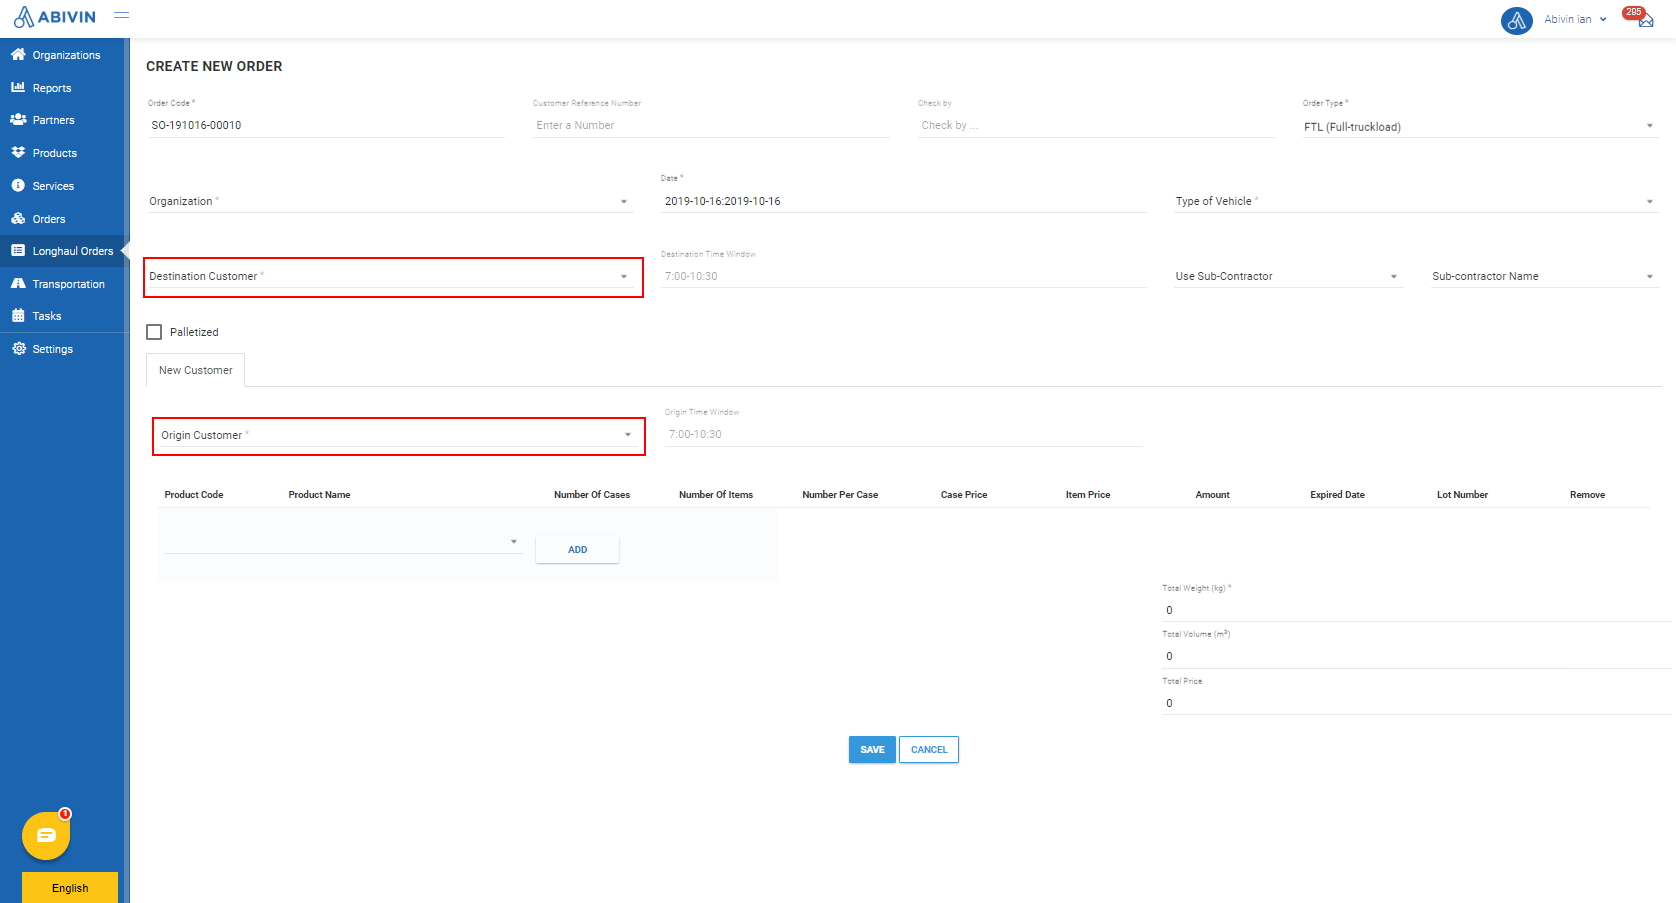 ABIVIN
Abivin ian
295
Organizations
Reports
Partners
Products
Services
Orders
Longhaul Orders
Transportation
Tasks
Settings
1
English
CREATE NEW ORDER
Order Code *
SO-191016-00010
Customer Reference Number
Enter a Number
Check by
Check by ...
Order Type *
FTL (Full-truckload)
Organization *
Date *
2019-10-16:2019-10-16
Type of Vehicle *
Destination Customer *
Destination Time Window
7:00-10:30
Use Sub-Contractor
Sub-contractor Name
Palletized
New Customer
Origin Customer *
Origin Time Window
7:00-10:30
Product Code Product Name Number Of Cases Number Of Items Number Per Case Case Price Item Price Amount Expired Date Lot Number Remove
ADD
Total Weight (kg) *
0
Total Volume (m³)
0
Total Price
0
SAVE CANCEL